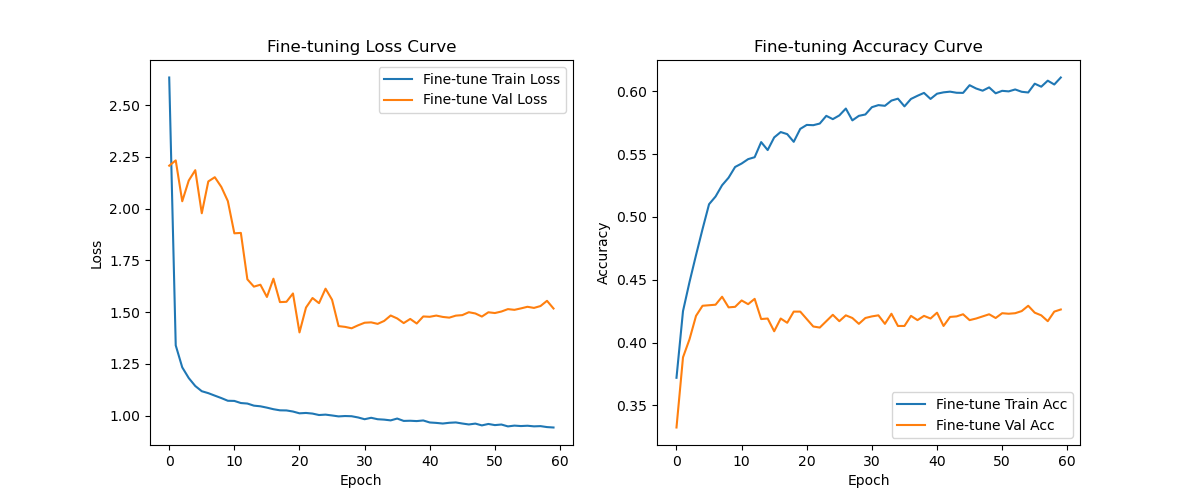 Fine-tuning Loss Curve
Loss
2.50
2.25
2.00
1.75
1.50
1.25
1.00
0 10 20 30 40 50 60
Epoch
Fine-tune Train Loss
Fine-tune Val Loss
Fine-tuning Accuracy Curve
Accuracy
0.60
0.55
0.50
0.45
0.40
0.35
0 10 20 30 40 50 60
Epoch
Fine-tune Train Acc
Fine-tune Val Acc